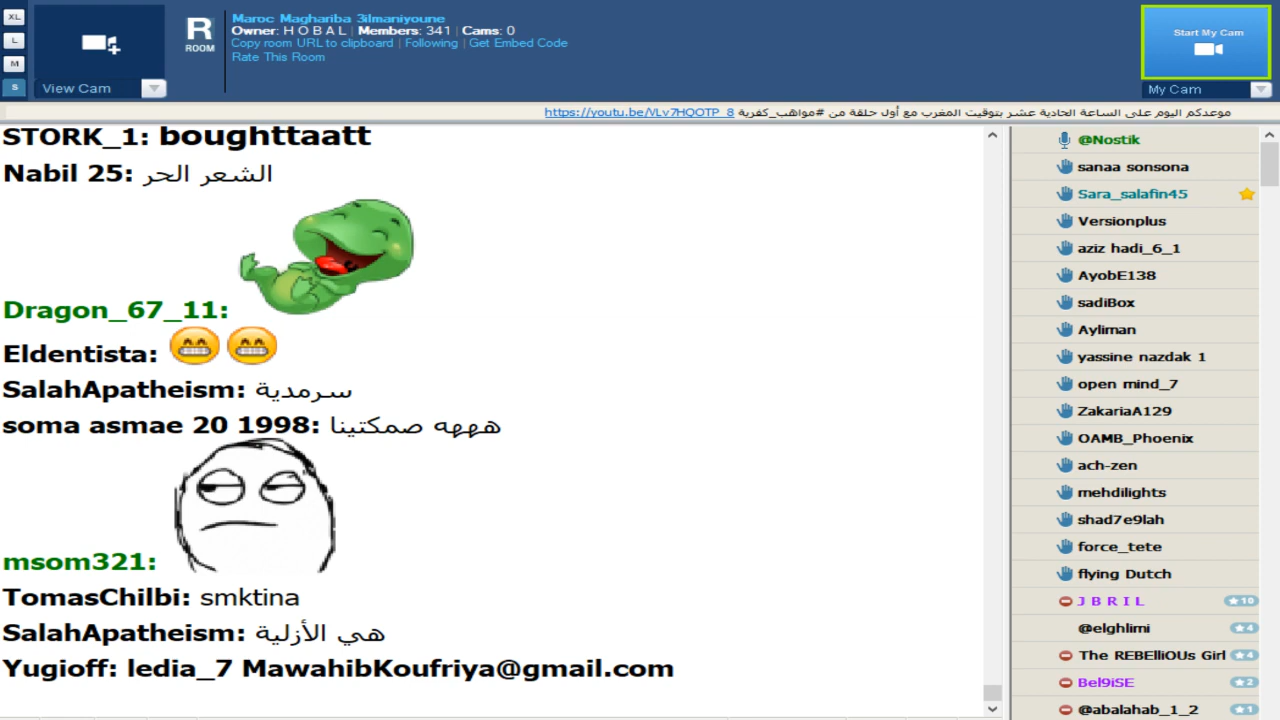 XL
L
M
S
View Cam
R
ROOM
Maroc Maghariba 3ilmaniyoune
Owner: H O B A L | Members: 341 | Cams: 0
Copy room URL to clipboard | Following | Get Embed Code
Rate This Room
Start My Cam
My Cam
موعدكم اليوم على الساعة الحادية عشر بتوقيت المغرب مع أول حلقة من #مواهب_كفرية https://youtu.be/VLv7HQOTP_8
STORK_1: boughttaatt
Nabil 25: الشعر الحر
Dragon_67_11:
Eldentista:
SalahApatheism: سرمدية
soma asmae 20 1998: هههه صمكتينا
msom321:
TomasChilbi: smktina
SalahApatheism: هي الأزلية
Yugioff: ledia_7 MawahibKoufriya@gmail.com
@Nostik
sanaa sonsona
Sara_salafin45
Versionplus
aziz hadi_6_1
AyobE138
sadiBox
Ayliman
yassine nazdak 1
open mind_7
ZakariaA129
OAMB_Phoenix
ach-zen
mehdilights
shad7e9lah
force_tete
flying Dutch
J B R I L ★10
@elghlimi ★4
The REBElliOUs Girl ★4
Bel9iSE ★2
@abalahab_1_2 ★1